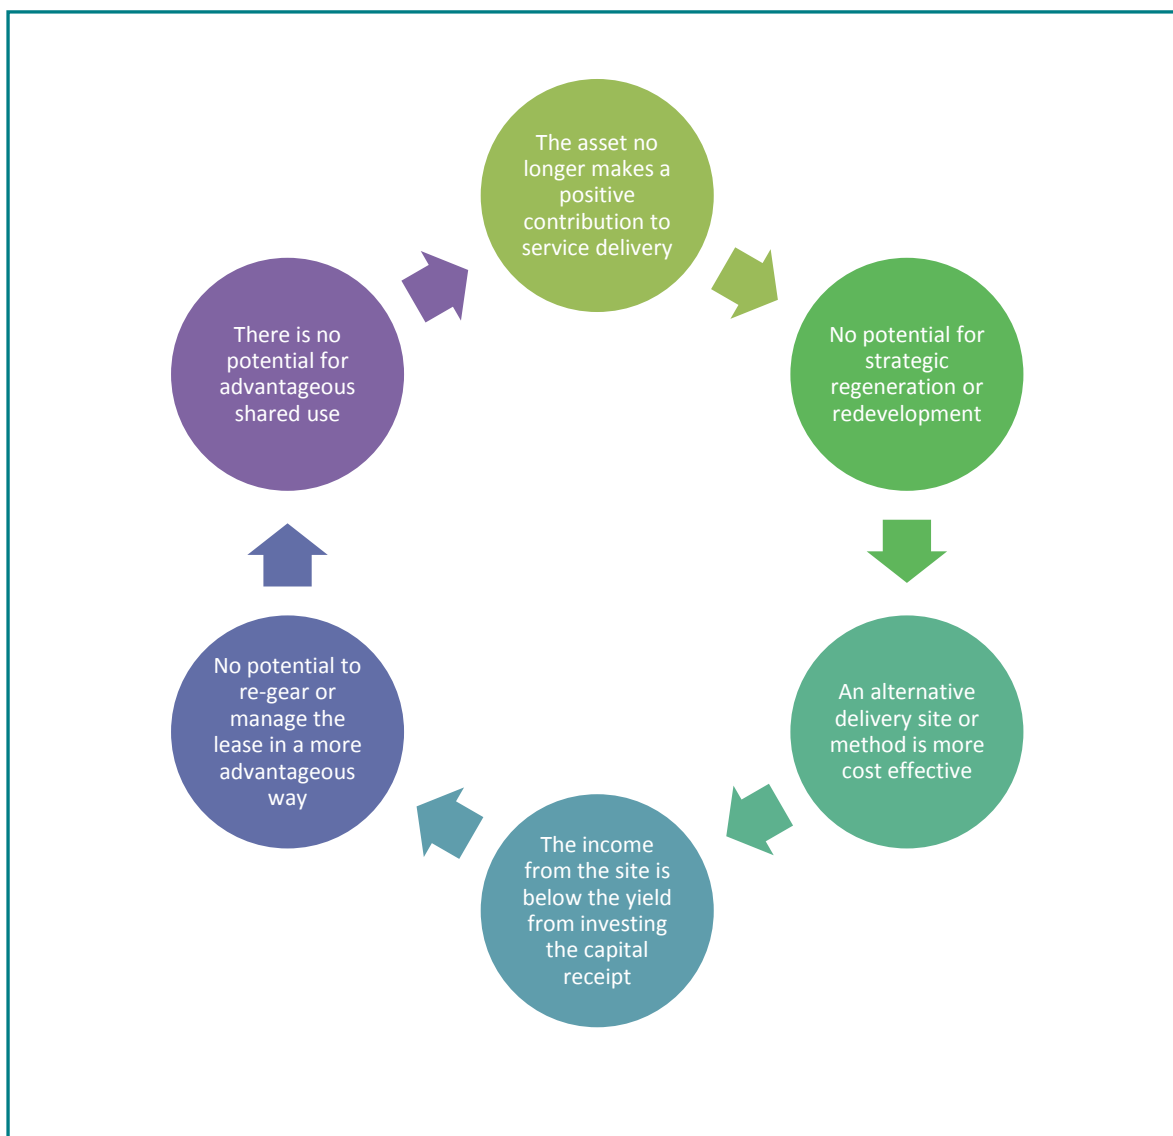 The asset no
longer makes a
positive
contribution to
service delivery
No potential for
strategic
regeneration or
redevelopment
An alternative
delivery site or
method is more
cost effective
The income
from the site is
below the yield
from investing
the capital
receipt
No potential to
re-gear or
manage the
lease in a more
advantageous
way
There is no
potential for
advantageous
shared use